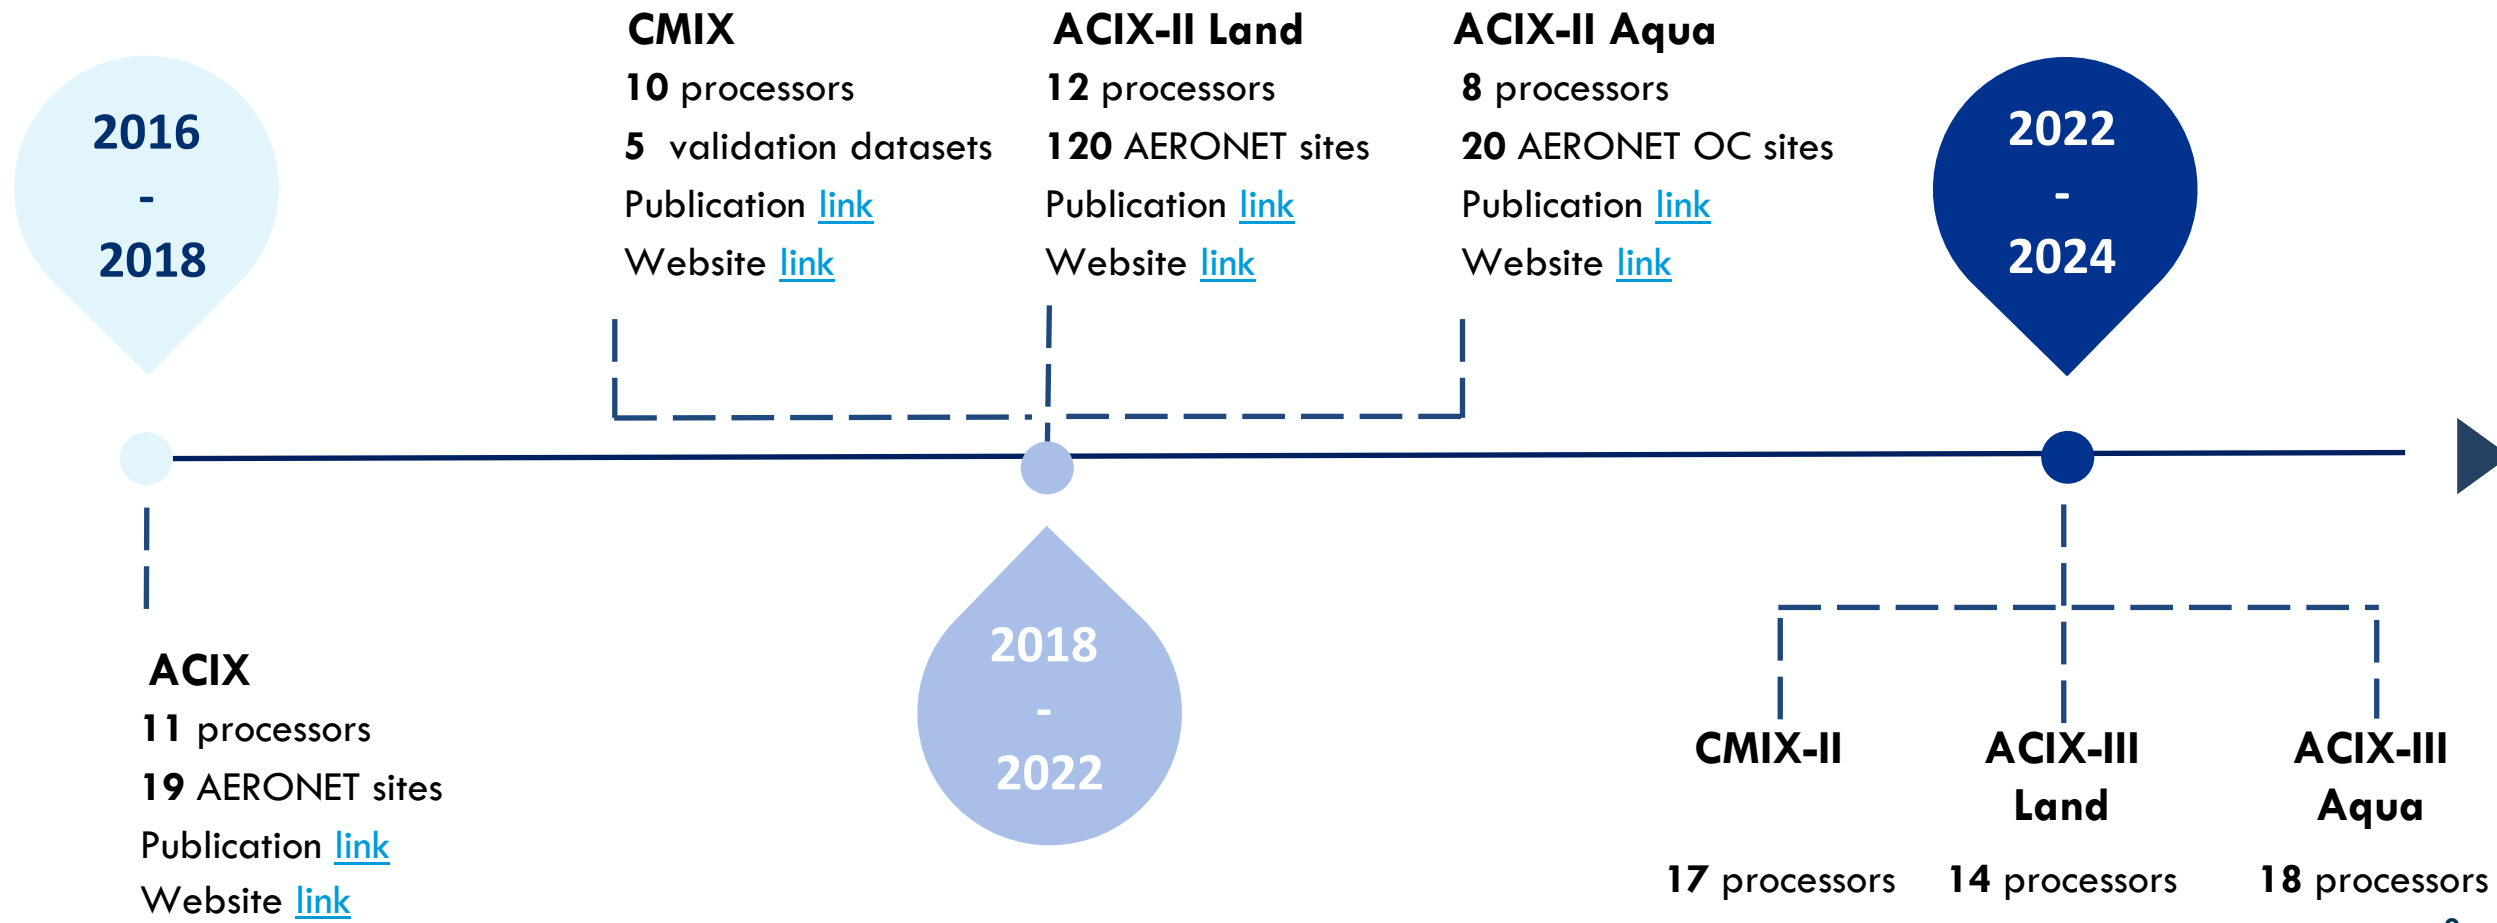 2016
-
2018
ACIX
11 processors
19 AERONET sites
Publication link
Website link
CMIX
10 processors
5 validation datasets
Publication link
Website link
ACIX-II Land
12 processors
120 AERONET sites
Publication link
Website link
ACIX-II Aqua
8 processors
20 AERONET OC sites
Publication link
Website link
2018
-
2022
2022
-
2024
CMIX-II
17 processors
ACIX-III
Land
14 processors
ACIX-III
Aqua
18 processors